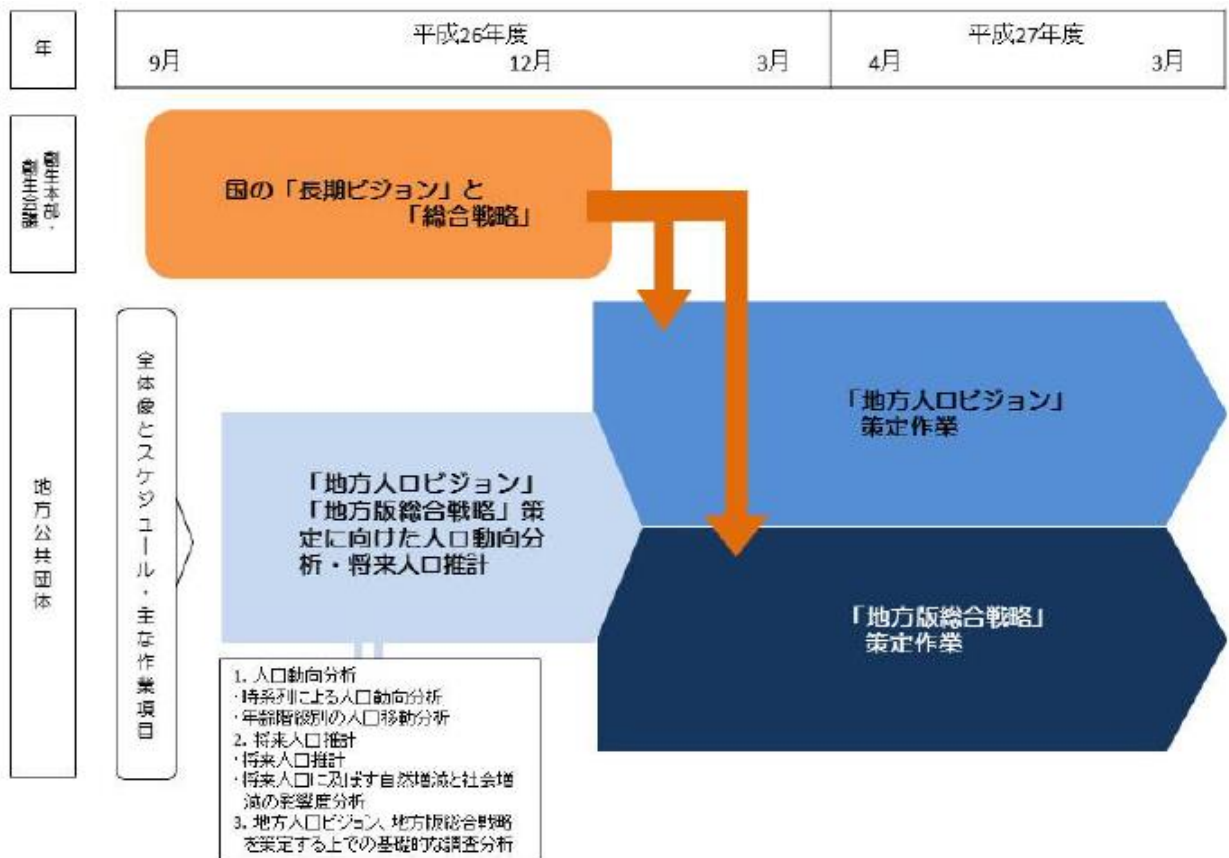 年
平成26年度
平成27年度
9月
12月
3月
4月
3月
創生本部・
創生会議
国の「長期ビジョン」と
「総合戦略」
地方公共団体
全体像とスケジュール・主な作業項目
「地方人口ビジョン」
「地方版総合戦略」策
定に向けた人口動向分
析・将来人口推計
「地方人口ビジョン」
策定作業
「地方版総合戦略」
策定作業
1. 人口動向分析
・時系列による人口動向分析
・年齢階級別の人口移動分析
2. 将来人口推計
・将来人口推計
・将来人口に及ぼす自然増減と社会増
減の影響度分析
3. 地方人口ビジョン、地方版総合戦略
を策定する上での基礎的な調査分析